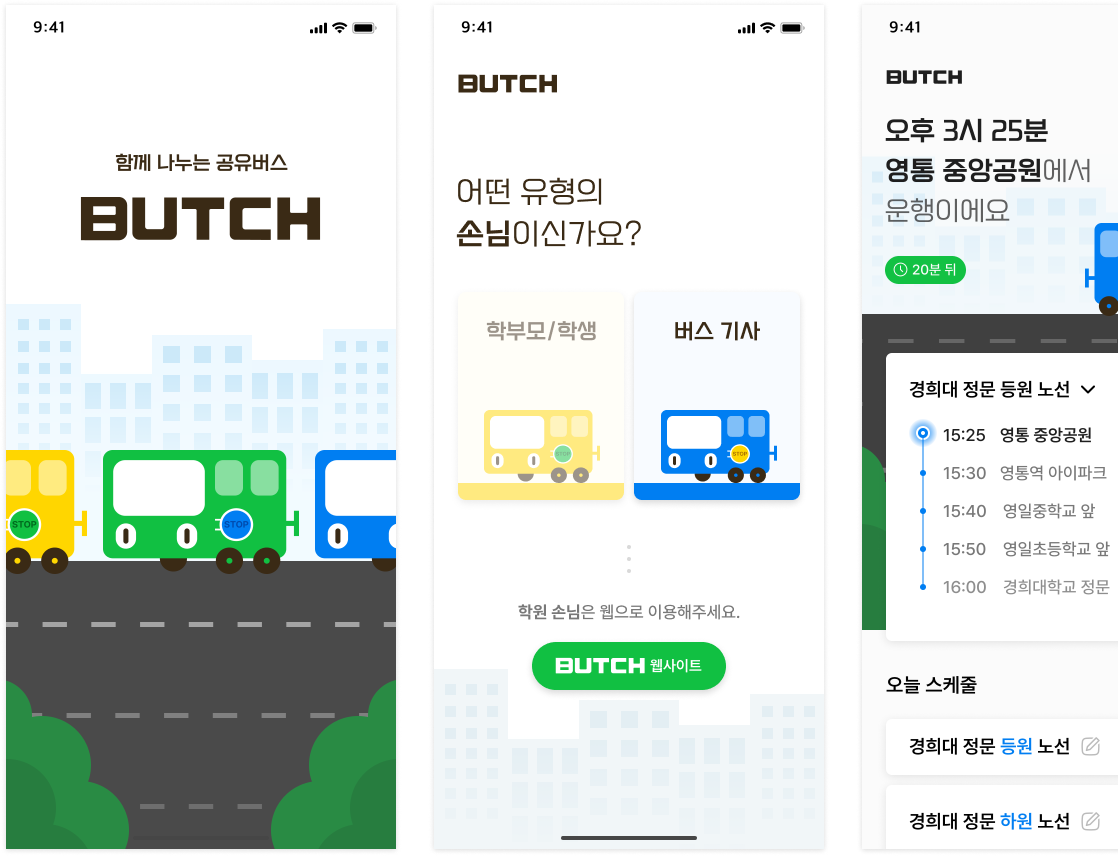 9:41
함께 나누는 공유버스
BUTCH
STOP
STOP
9:41
BUTCH
어떤 유형의
손님이신가요?
학부모/학생
버스 기사
STOP
STOP
학원 손님은 웹으로 이용해주세요.
BUTCH 웹사이트
9:41
BUTCH
오후 3시 25분
영통 중앙공원에서
운행이에요
20분 뒤
경희대 정문 등원 노선
15:25 영통 중앙공원
15:30 영통역 아이파크
15:40 영일중학교 앞
15:50 영일초등학교 앞
16:00 경희대학교 정문
오늘 스케줄
경희대 정문 등원 노선
경희대 정문 하원 노선